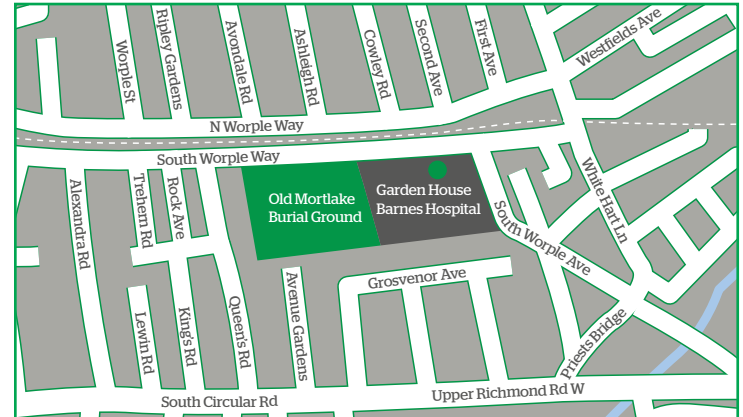 Worple St
Ripley Gardens
Avondale Rd
Ashleigh Rd
Cowley Rd
Second Ave
First Ave
Westfields Ave
N Worple Way
South Worple Way
Alexandra Rd
Trehern Rd
Rock Ave
Old Mortlake
Burial Ground
Garden House
Barnes Hospital
White Hart Ln
South Worple Ave
Grosvenor Ave
Lewin Rd
King's Rd
Queen's Rd
Avenue Gardens
Priests Bridge
South Circular Rd
Upper Richmond Rd W